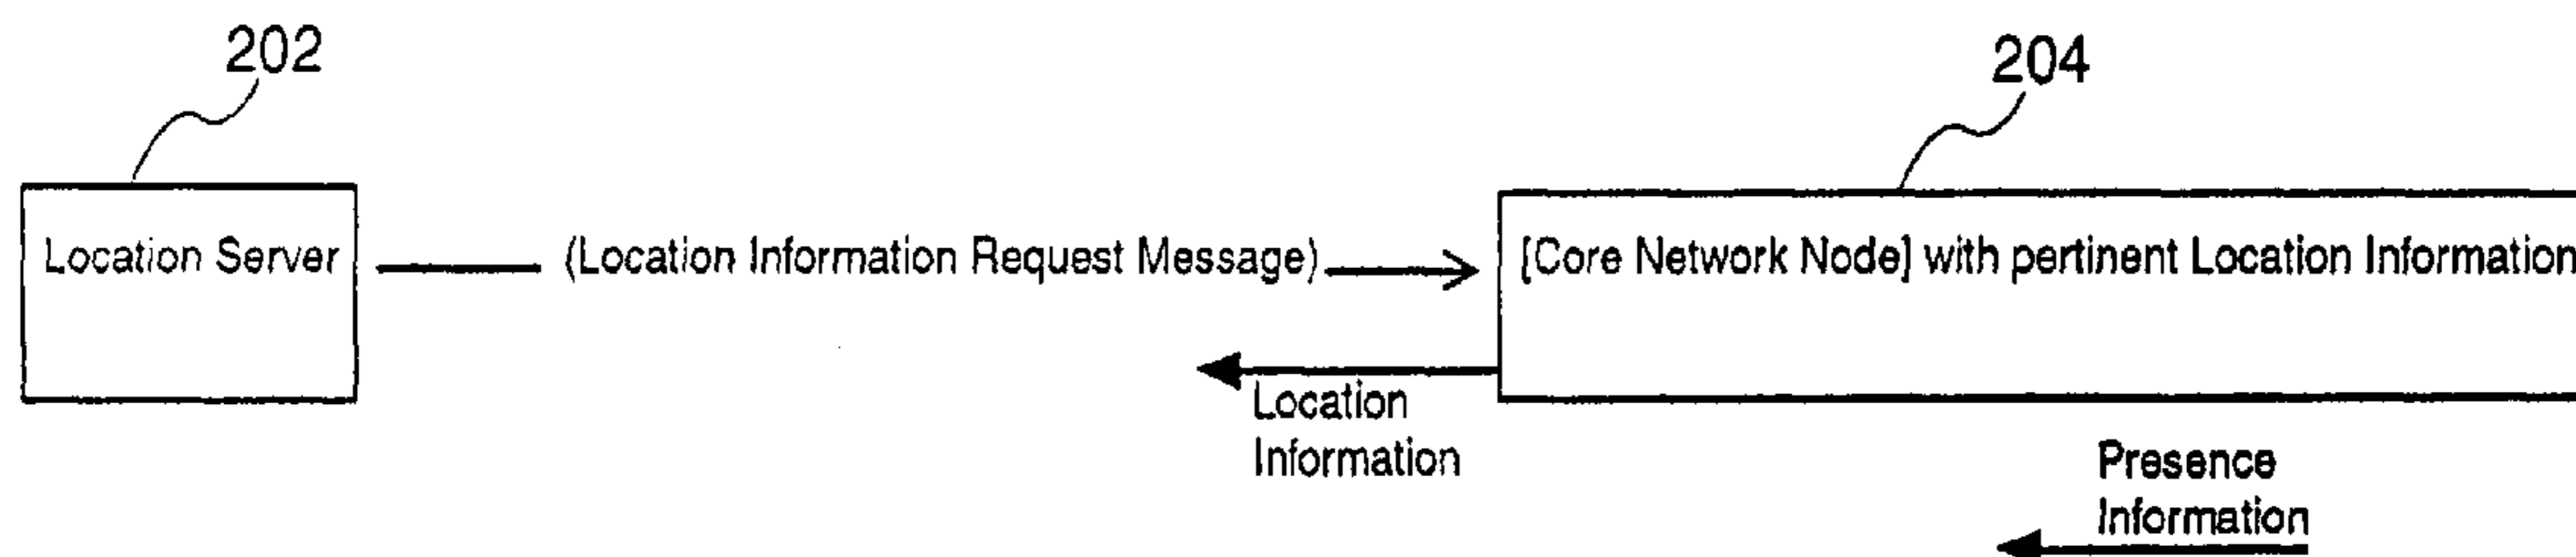 202
204
Location Server
(Location Information Request Message)
[Core Network Node] with pertinent Location Information
Location
Information
Presence
Information